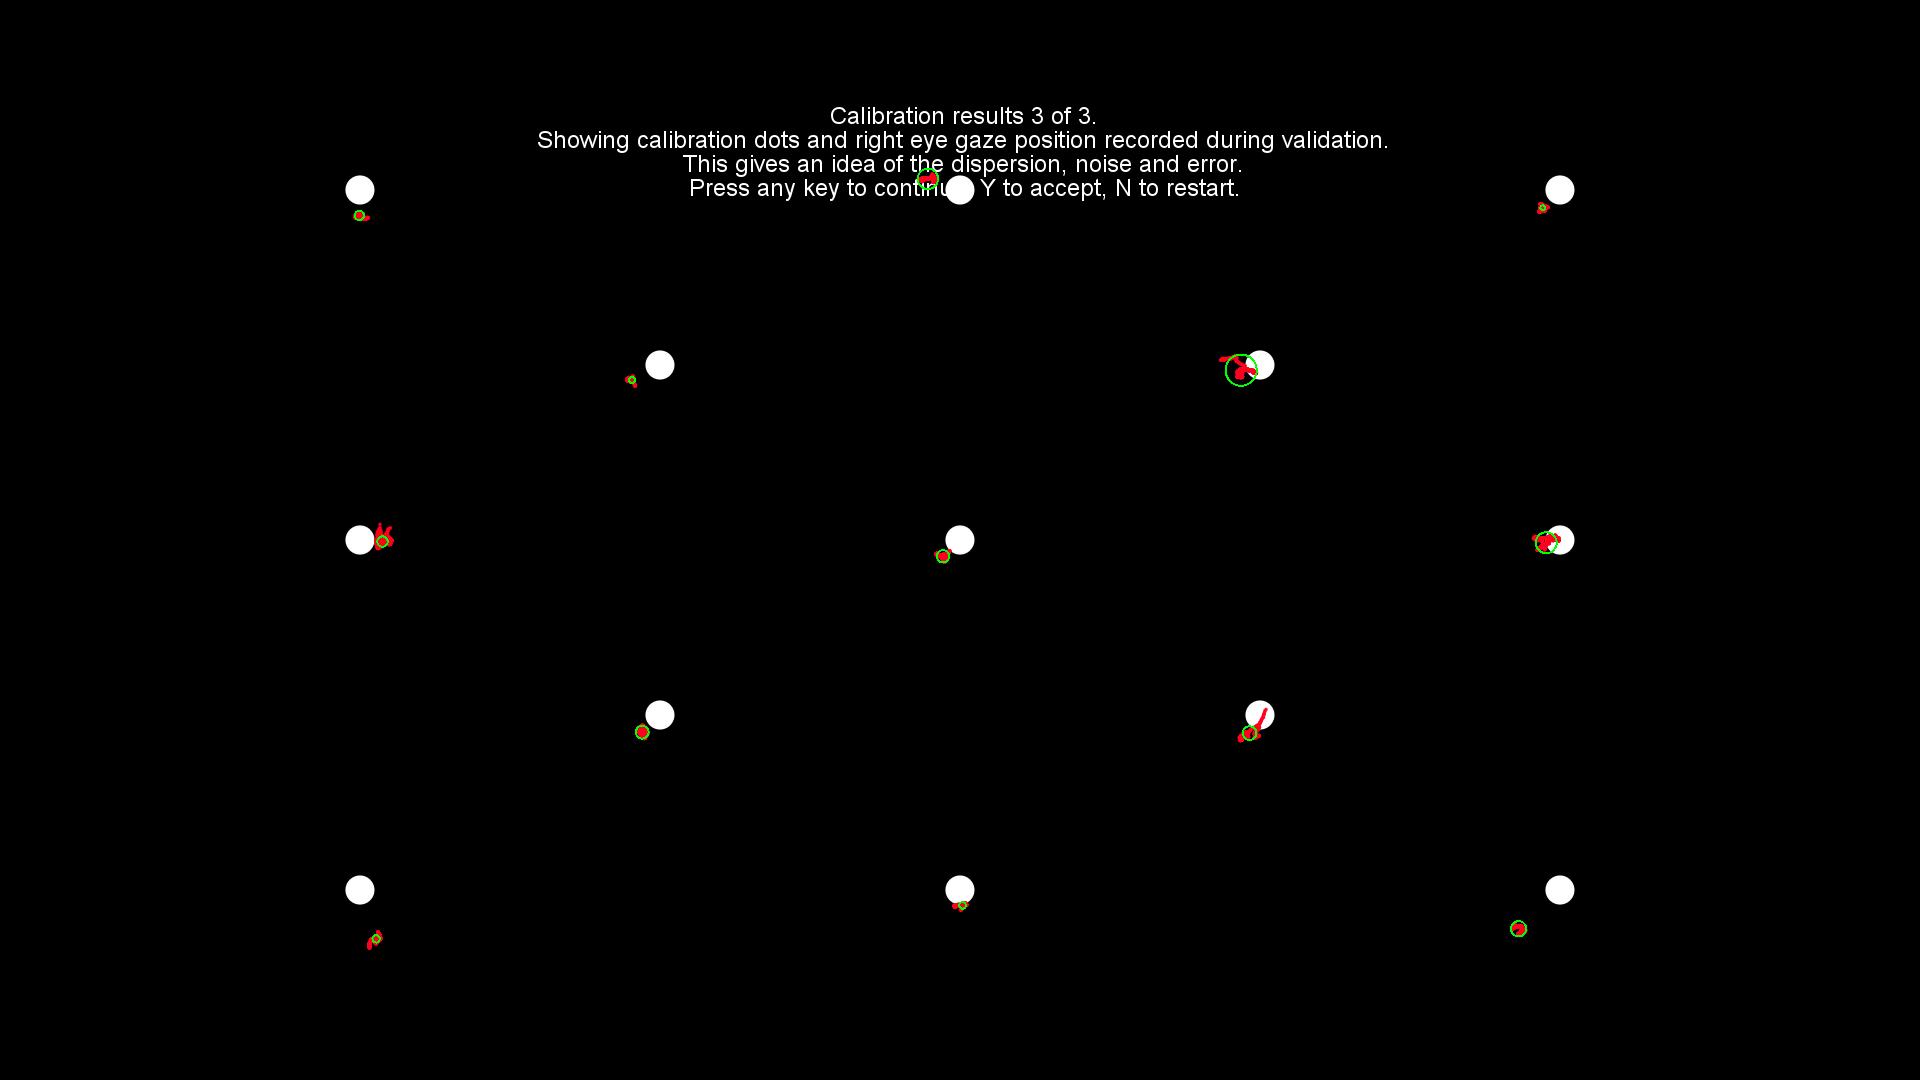 Calibration results 3 of 3.
Showing calibration dots and right eye gaze position recorded during validation.
This gives an idea of the dispersion, noise and error.
Press any key to continue, Y to accept, N to restart.